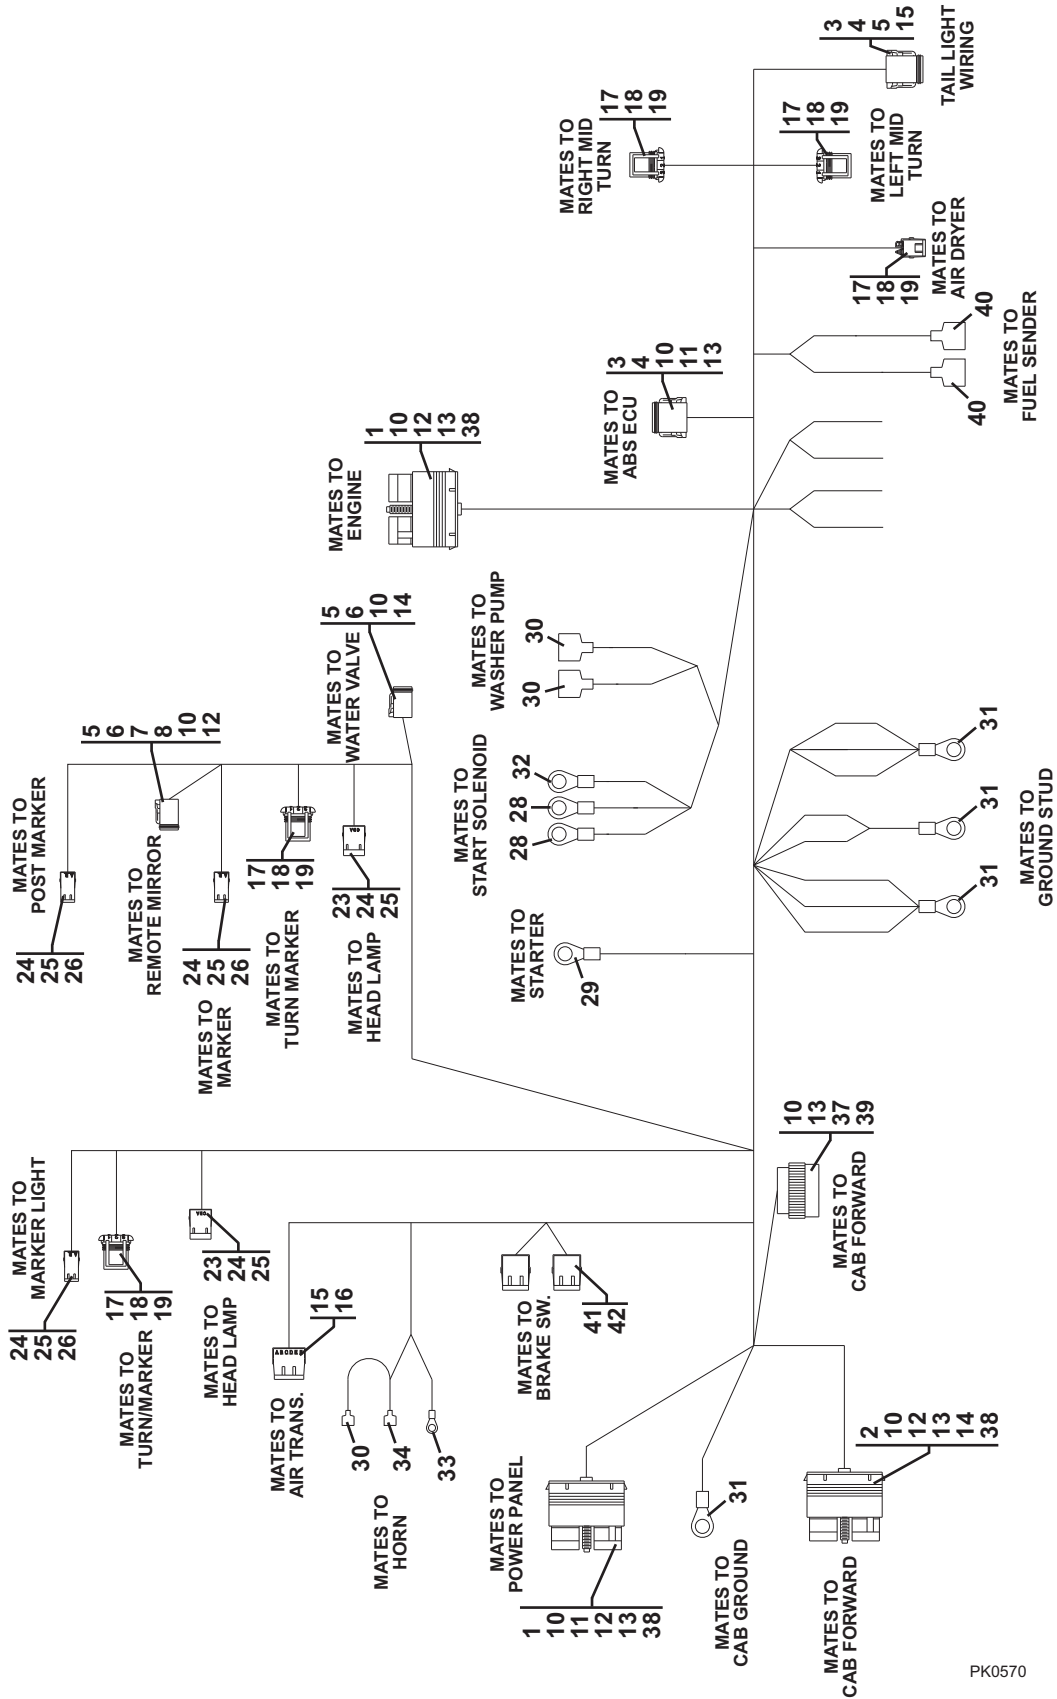 MATES TO
MARKER LIGHT
24
25
26
MATES TO
TURN/MARKER
17
18
19
MATES TO
HEAD LAMP
23
24
25
MATES TO
AIR TRANS.
15
16
ABCDEF
MATES TO
HORN
30
34
33
MATES TO
BRAKE SW.
41
42
MATES TO
POWER PANEL
1
10
11
12
13
38
MATES TO
CAB GROUND
31
MATES TO
CAB FORWARD
2
10
12
13
14
38
MATES TO
CAB FORWARD
10
13
37
39
MATES TO
POST MARKER
24
25
26
MATES TO
REMOTE MIRROR
5
6
7
8
10
12
MATES TO
MARKER
24
25
26
MATES TO
TURN MARKER
17
18
19
MATES TO
HEAD LAMP
23
24
25
MATES TO
WATER VALVE
5
6
10
14
MATES TO
STARTER
29
MATES TO
START SOLENOID
28
28
32
MATES TO
WASHER PUMP
30
30
MATES TO
GROUND STUD
31
31
31
MATES TO
ENGINE
1
10
12
13
38
MATES TO
ABS ECU
3
4
10
11
13
MATES TO
FUEL SENDER
40
40
MATES TO
AIR DRYER
17
18
19
MATES TO
RIGHT MID
TURN
17
18
19
MATES TO
LEFT MID
TURN
17
18
19
TAIL LIGHT
WIRING
3
4
5
15
PK0570